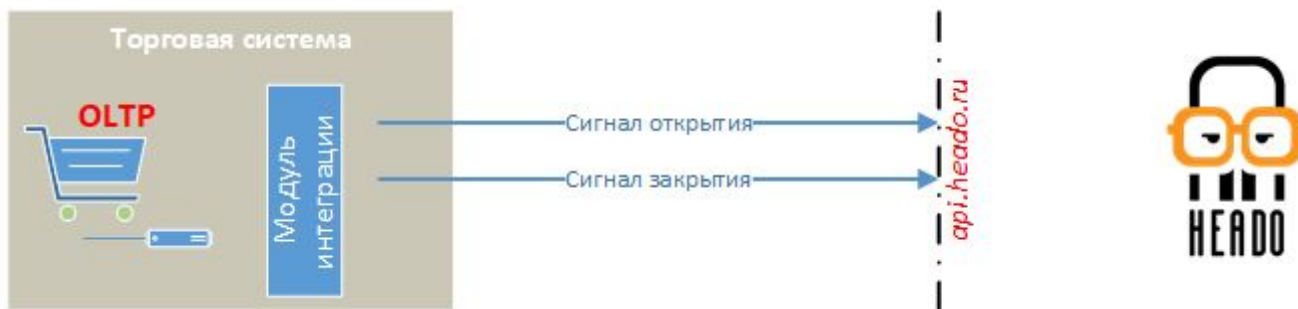 Торговая система
OLTP
Модуль
интеграции
Сигнал открытия
Сигнал закрытия
api.heado.ru
HEADO